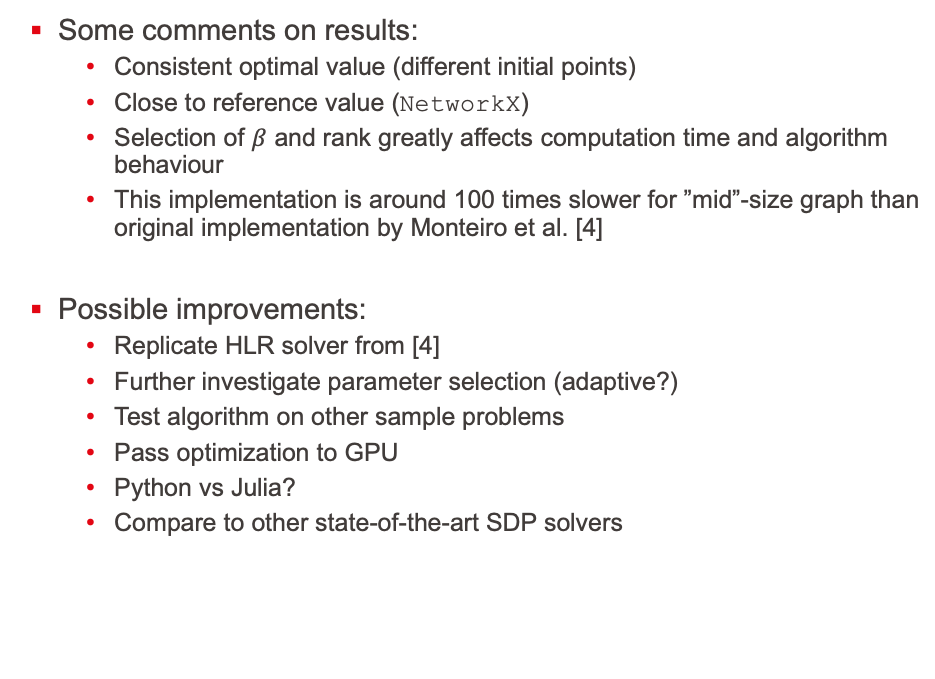 ▪ Some comments on results:
• Consistent optimal value (different initial points)
• Close to reference value (NetworkX)
• Selection of β and rank greatly affects computation time and algorithm
behaviour
• This implementation is around 100 times slower for ”mid”-size graph than
original implementation by Monteiro et al. [4]
▪ Possible improvements:
• Replicate HLR solver from [4]
• Further investigate parameter selection (adaptive?)
• Test algorithm on other sample problems
• Pass optimization to GPU
• Python vs Julia?
• Compare to other state-of-the-art SDP solvers